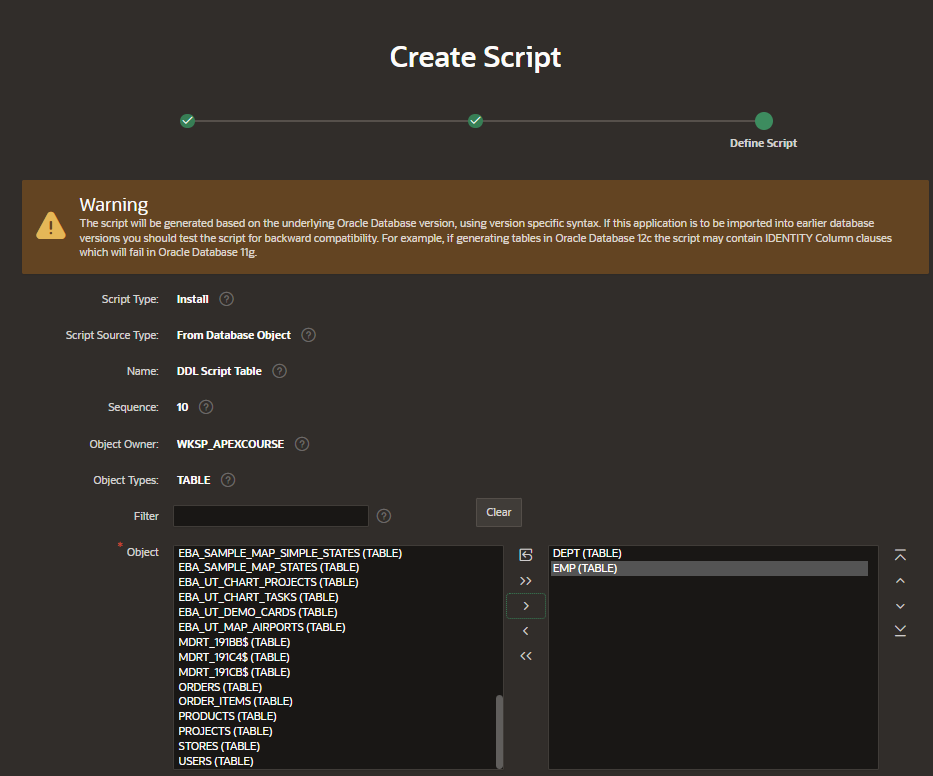 Create Script
Define Script
Warning
The script will be generated based on the underlying Oracle Database version, using version specific syntax. If this application is to be imported into earlier database
versions you should test the script for backward compatibility. For example, if generating tables in Oracle Database 12c the script may contain IDENTITY Column clauses
which will fail in Oracle Database 11g.
Script Type: Install
Script Source Type: From Database Object
Name: DDL Script Table
Sequence: 10
Object Owner: WKSP_APEXCOURSE
Object Types: TABLE
Filter
Clear
* Object
EBA_SAMPLE_MAP_SIMPLE_STATES (TABLE)
EBA_SAMPLE_MAP_STATES (TABLE)
EBA_UT_CHART_PROJECTS (TABLE)
EBA_UT_CHART_TASKS (TABLE)
EBA_UT_DEMO_CARDS (TABLE)
EBA_UT_MAP_AIRPORTS (TABLE)
MDRT_191BB$ (TABLE)
MDRT_191C4$ (TABLE)
MDRT_191CB$ (TABLE)
ORDERS (TABLE)
ORDER_ITEMS (TABLE)
PRODUCTS (TABLE)
PROJECTS (TABLE)
STORES (TABLE)
USERS (TABLE)
DEPT (TABLE)
EMP (TABLE)